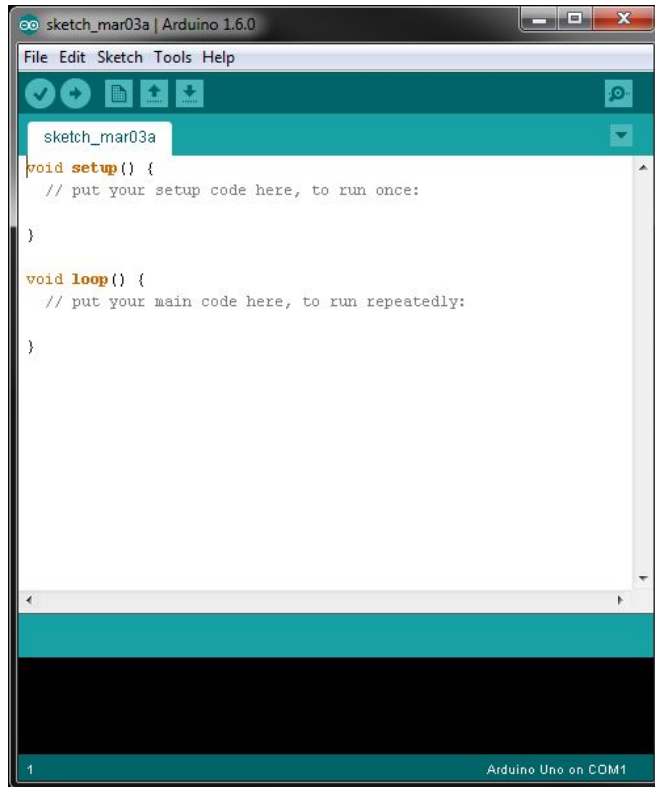 sketch_mar03a | Arduino 1.6.0
File Edit Sketch Tools Help
sketch_mar03a
void setup() {
// put your setup code here, to run once:
}
void loop() {
// put your main code here, to run repeatedly:
}
1 Arduino Uno on COM1